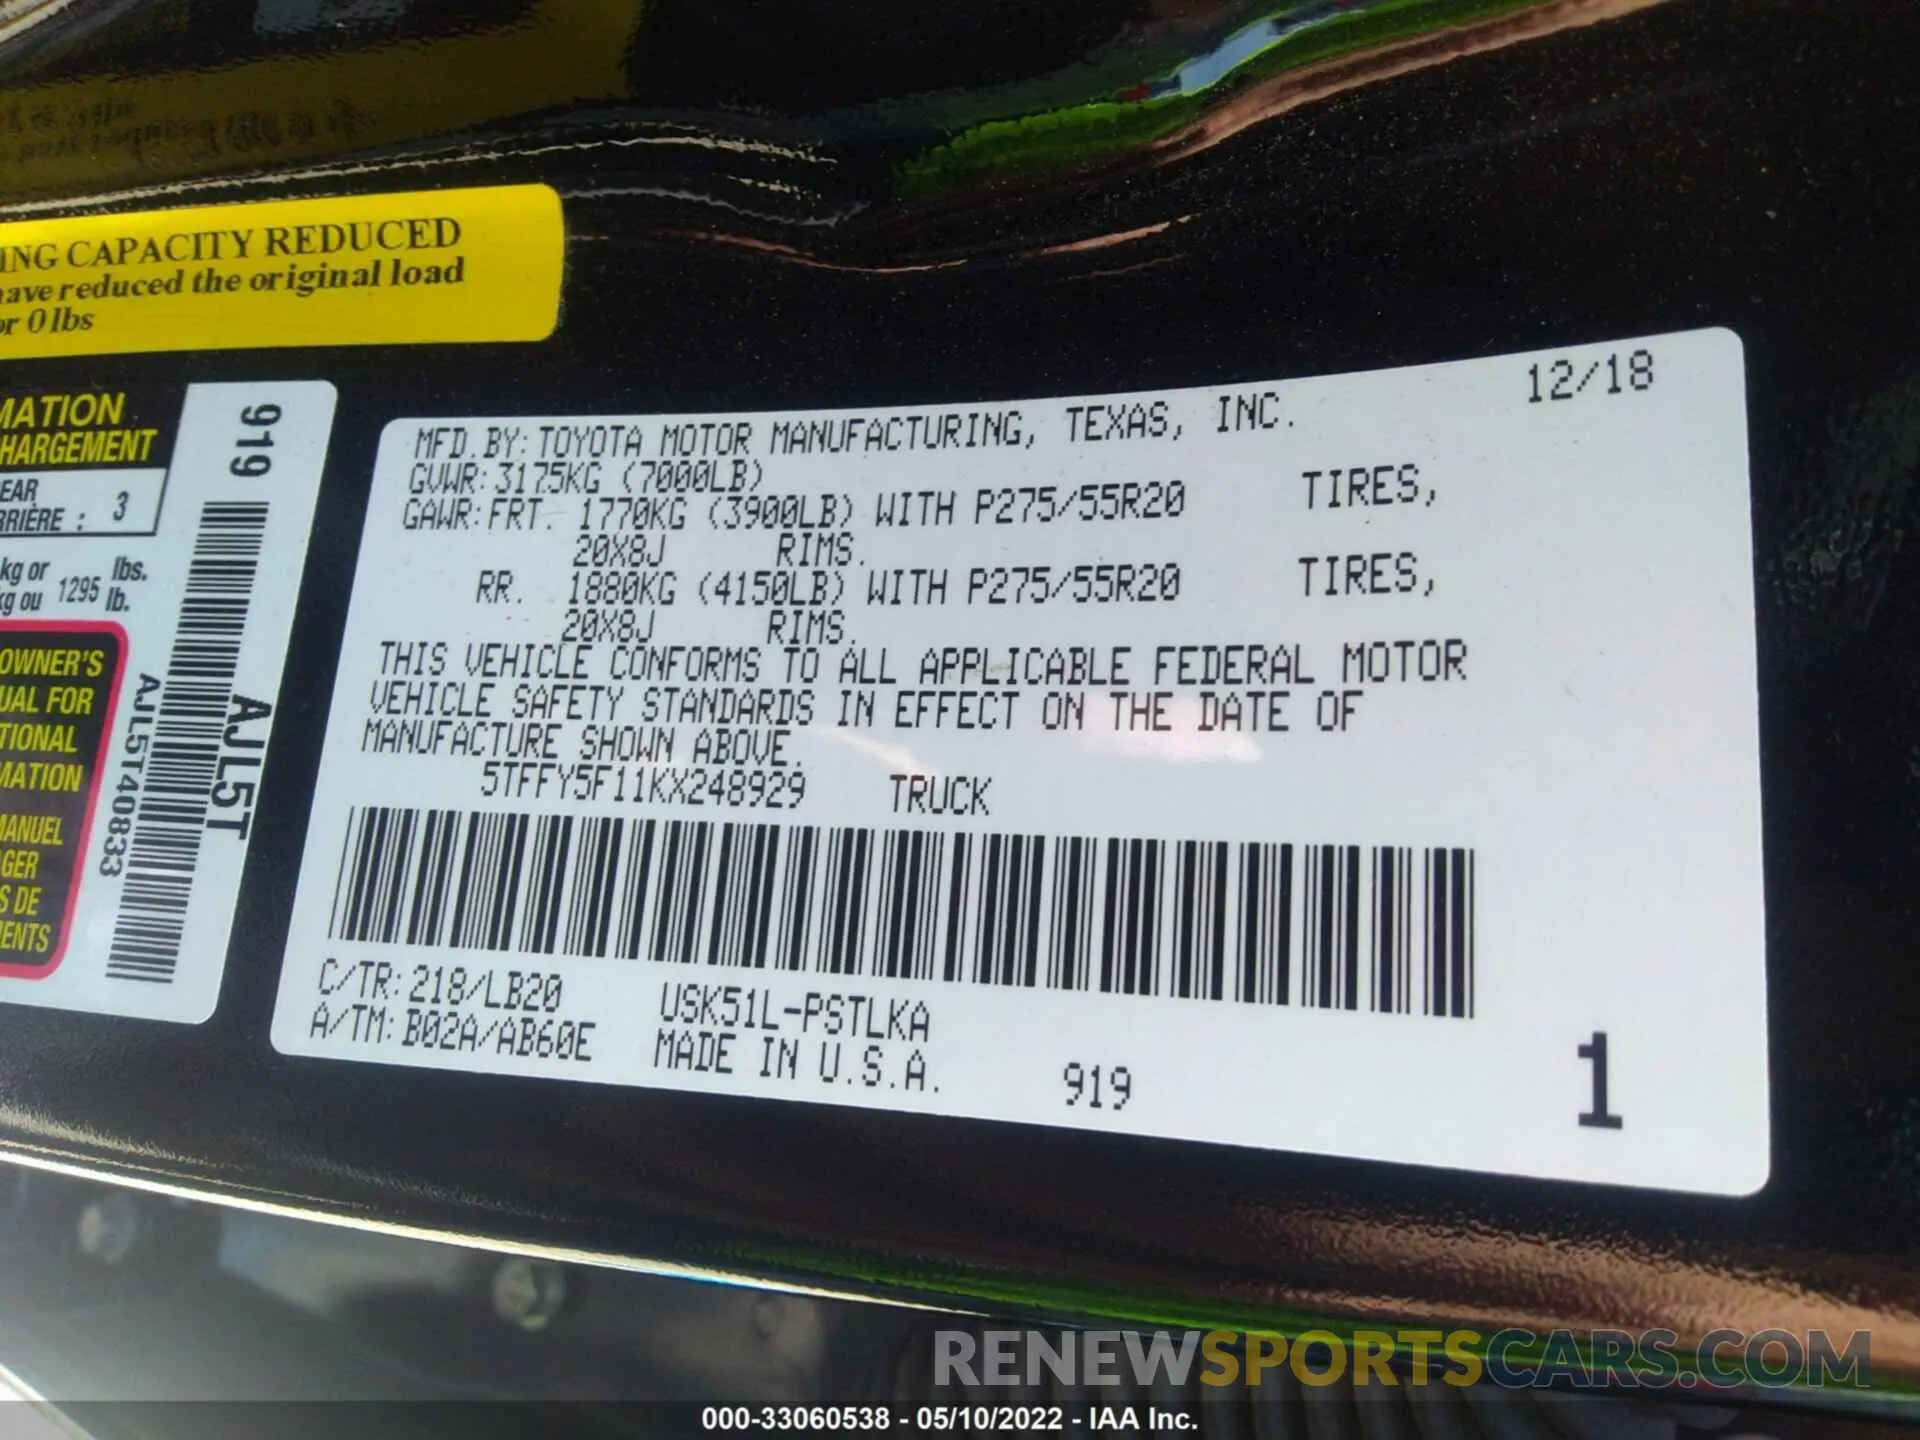 ING CAPACITY REDUCED
have reduced the original load
or 0 lbs
MATION
HARGEMENT
EAR
RRIÈRE : 3
kg or 1295 lbs.
kg ou lb.
OWNER'S
UAL FOR
TIONAL
MATION
MANUEL
GER
S DE
MENTS
919
AJL5T
AJL5T40833
12/18
MFD.BY:TOYOTA MOTOR MANUFACTURING, TEXAS, INC.
GVWR:3175KG (7000LB)
GAWR:FRT. 1770KG (3900LB) WITH P275/55R20 TIRES,
20X8J RIMS.
RR. 1880KG (4150LB) WITH P275/55R20 TIRES,
20X8J RIMS.
THIS VEHICLE CONFORMS TO ALL APPLICABLE FEDERAL MOTOR
VEHICLE SAFETY STANDARDS IN EFFECT ON THE DATE OF
MANUFACTURE SHOWN ABOVE.
5TFFY5F11KX248929 TRUCK
C/TR:218/LB20 USK51L-PSTLKA
A/TM:B02A/AB60E MADE IN U.S.A. 919
1
RENEWSPORTSCARS.COM
000-33060538 - 05/10/2022 - IAA Inc.